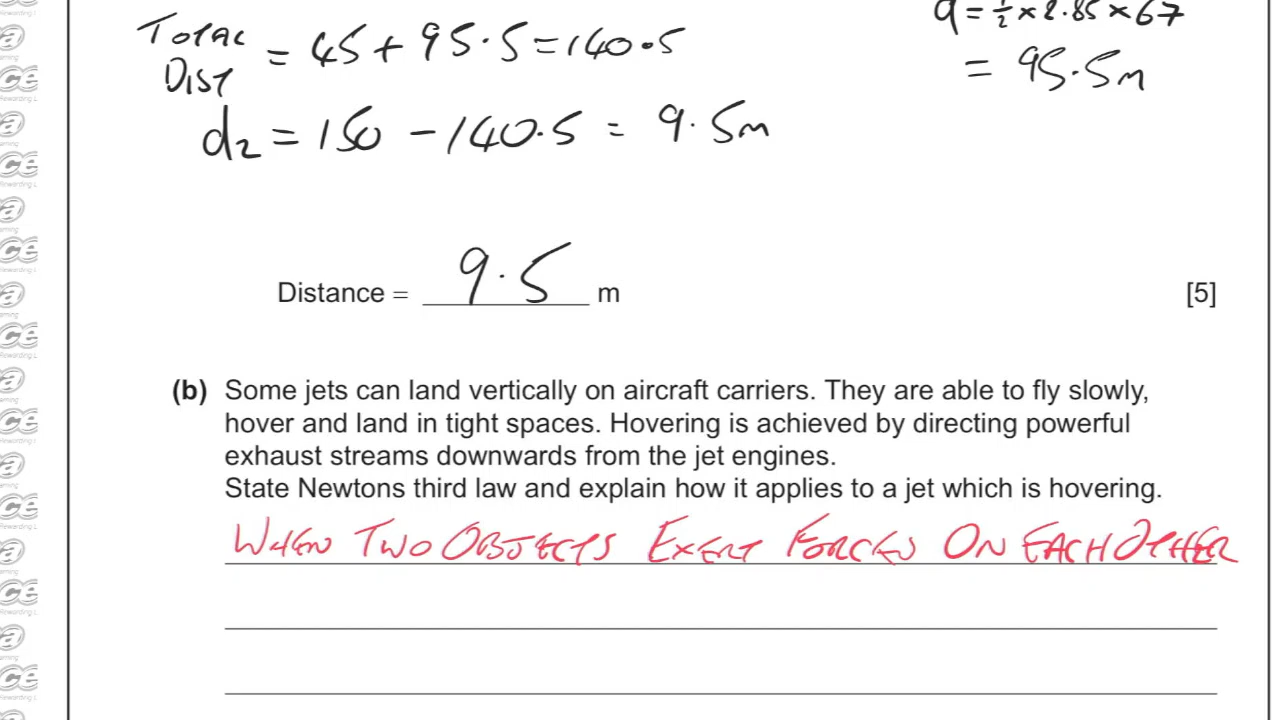 d = ½ × 2.85 × 67
TOTAL DIST = 45 + 95.5 = 140.5
= 95.5m
d₂ = 150 - 140.5 = 9.5m
Distance = 9.5 m [5]
(b) Some jets can land vertically on aircraft carriers. They are able to fly slowly,
hover and land in tight spaces. Hovering is achieved by directing powerful
exhaust streams downwards from the jet engines.
State Newtons third law and explain how it applies to a jet which is hovering.
WHEN TWO OBJECTS EXERT FORCES ON EACH OTHER